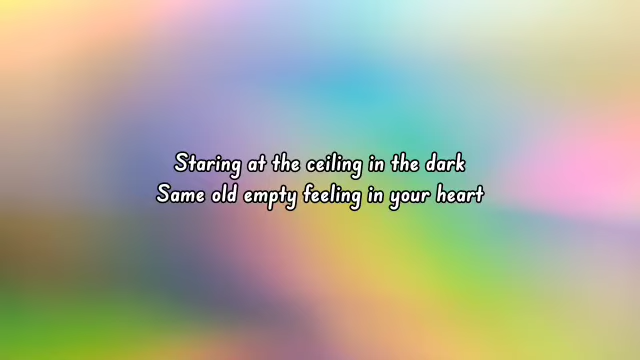 Staring at the ceiling in the dark
Same old empty feeling in your heart